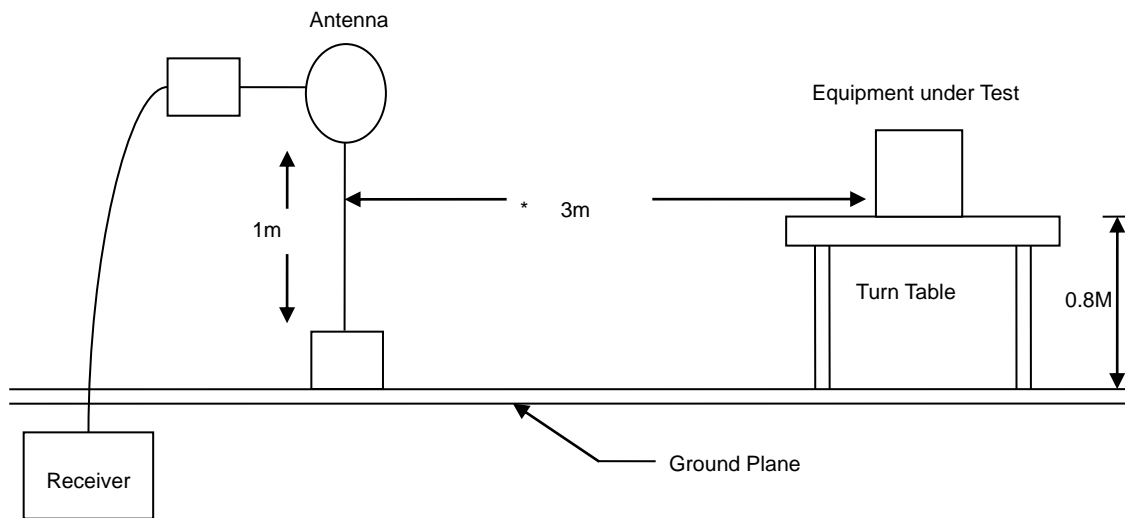 Antenna
Equipment under Test
* 3m
1m
Turn Table
0.8M
Ground Plane
Receiver